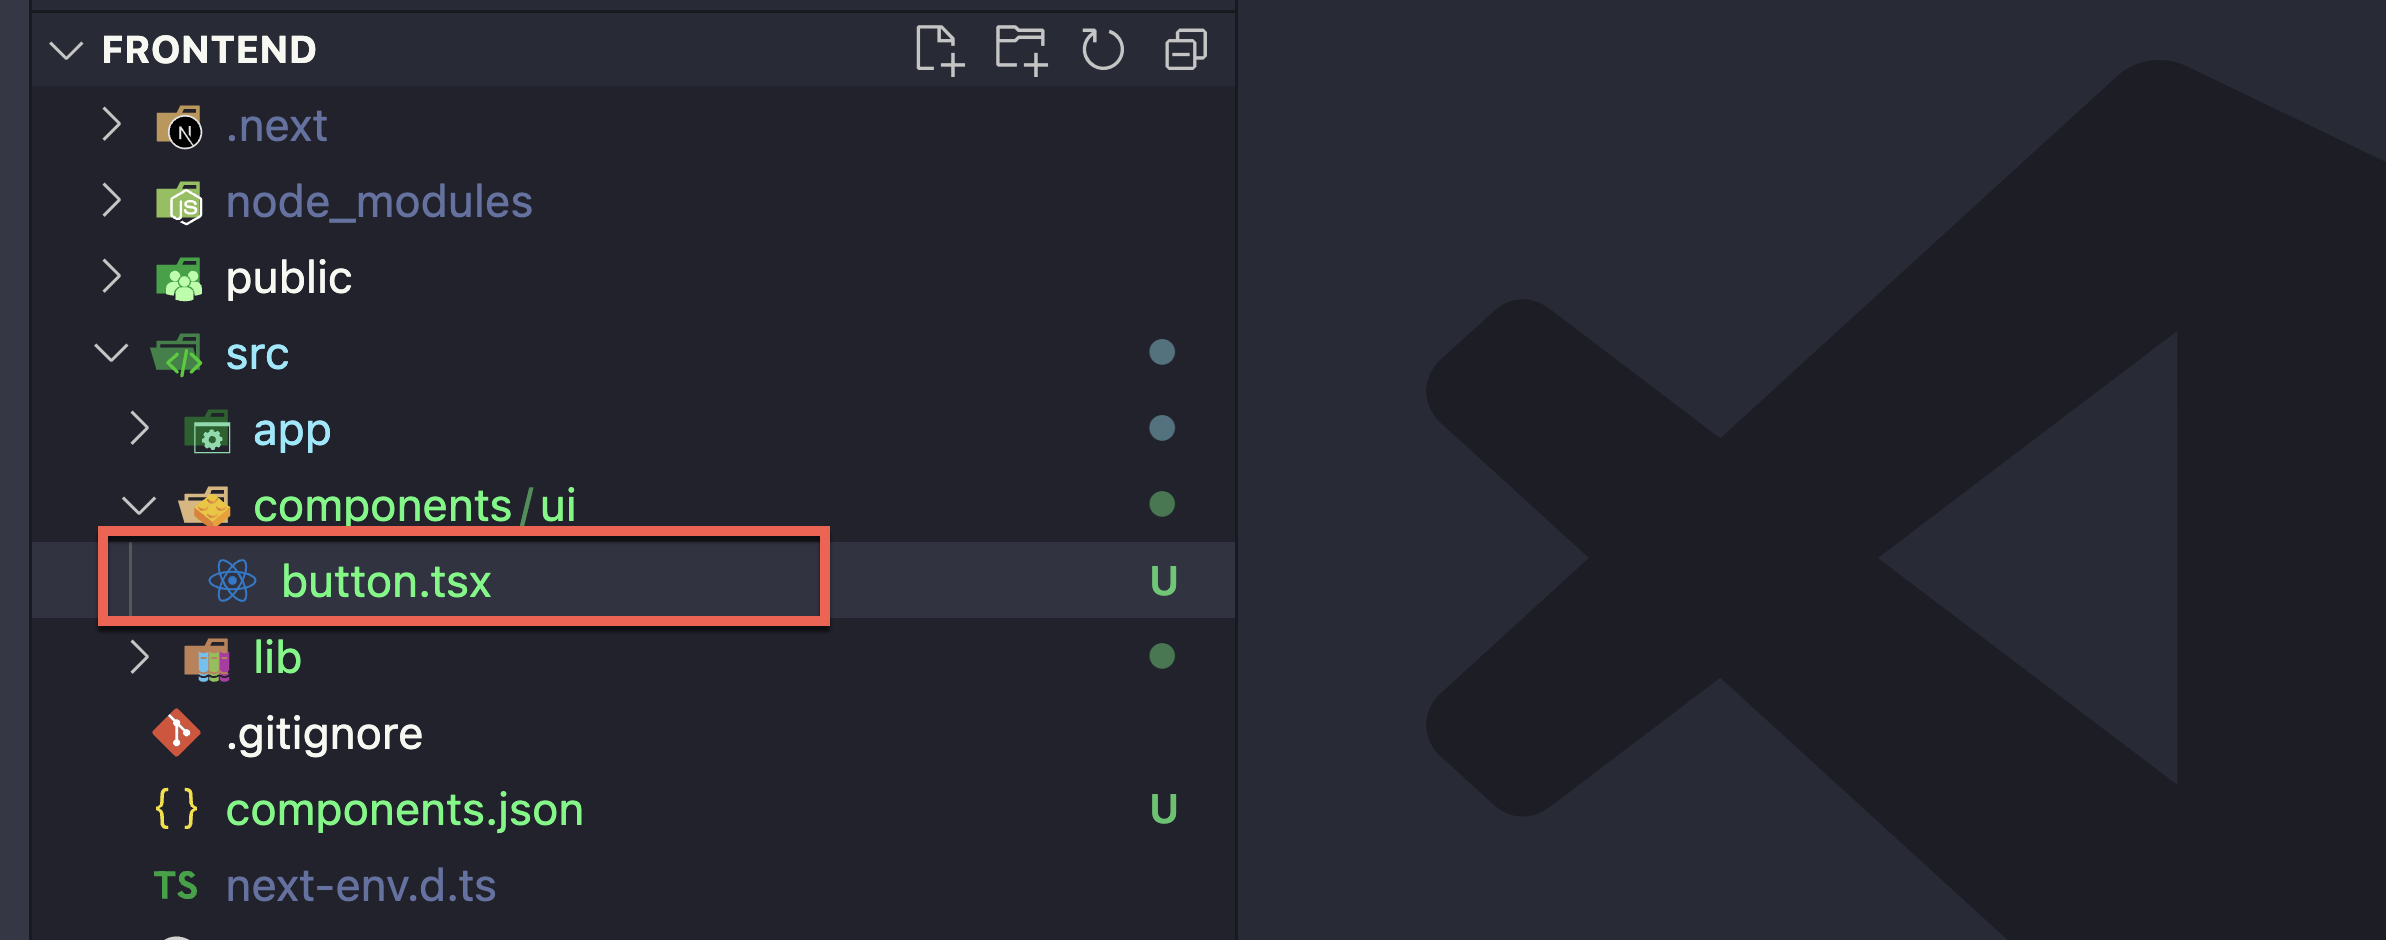 FRONTEND
.next
node_modules
public
src
app
components / ui
button.tsx U
lib
.gitignore
{ } components.json U
TS next-env.d.ts